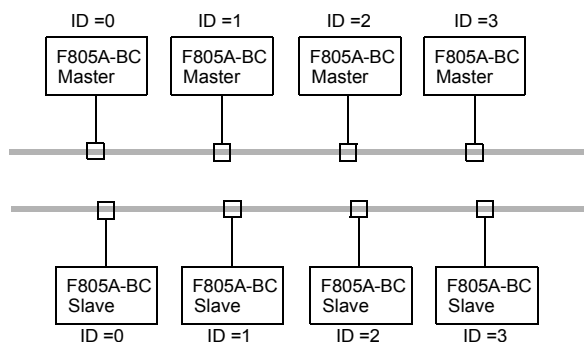 ID =0 ID =1 ID =2 ID =3
F805A-BC F805A-BC F805A-BC F805A-BC
Master Master Master Master
F805A-BC F805A-BC F805A-BC F805A-BC
Slave Slave Slave Slave
ID =0 ID =1 ID =2 ID =3